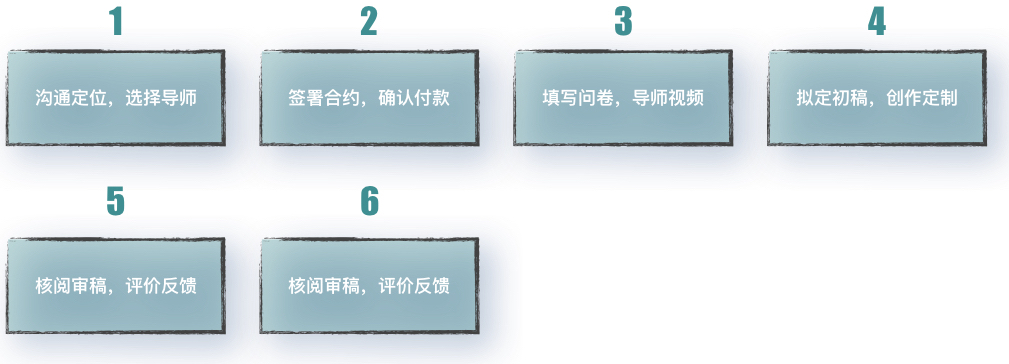 1
沟通定位，选择导师
2
签署合约，确认付款
3
填写问卷，导师视频
4
拟定初稿，创作定制
5
核阅审稿，评价反馈
6
核阅审稿，评价反馈